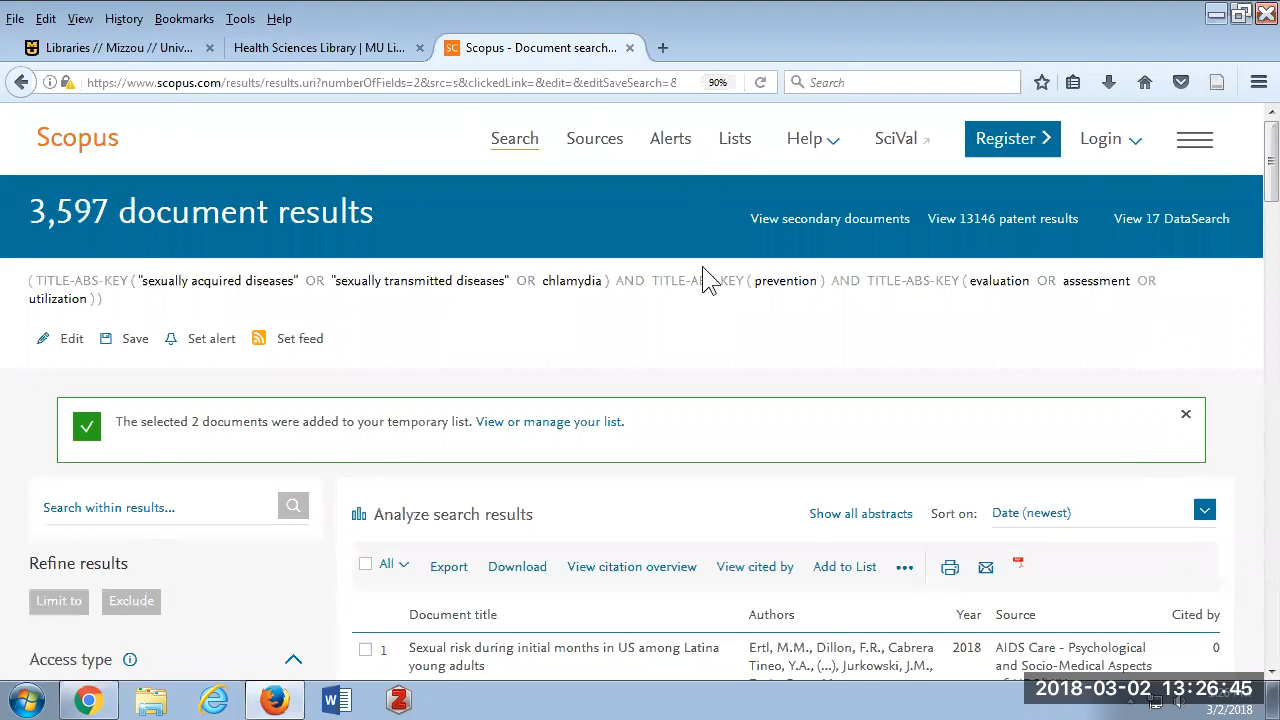 File Edit View History Bookmarks Tools Help
Libraries // Mizzou // Univ... Health Sciences Library | MU Li... SC Scopus - Document search...
https://www.scopus.com/results/results.uri?numberOfFields=2&src=s&clickedLink=&edit=&editSaveSearch=& 90% Search
Scopus Search Sources Alerts Lists Help SciVal Register Login
3,597 document results View secondary documents View 13146 patent results View 17 DataSearch
( TITLE-ABS-KEY ( "sexually acquired diseases" OR "sexually transmitted diseases" OR chlamydia ) AND TITLE-ABS-KEY ( prevention ) AND TITLE-ABS-KEY ( evaluation OR assessment OR
utilization ) )
Edit Save Set alert Set feed
The selected 2 documents were added to your temporary list. View or manage your list.
Search within results... Analyze search results Show all abstracts Sort on: Date (newest)
Refine results
All Export Download View citation overview View cited by Add to List
Limit to Exclude
Document title Authors Year Source Cited by
1 Sexual risk during initial months in US among Latina Ertl, M.M., Dillon, F.R., Cabrera 2018 AIDS Care - Psychological 0
Access type
young adults Tineo, Y.A., (...), Jurkowski, J.M., and Socio-Medical Aspects
2018-03-02 13:26:45
3/2/2018